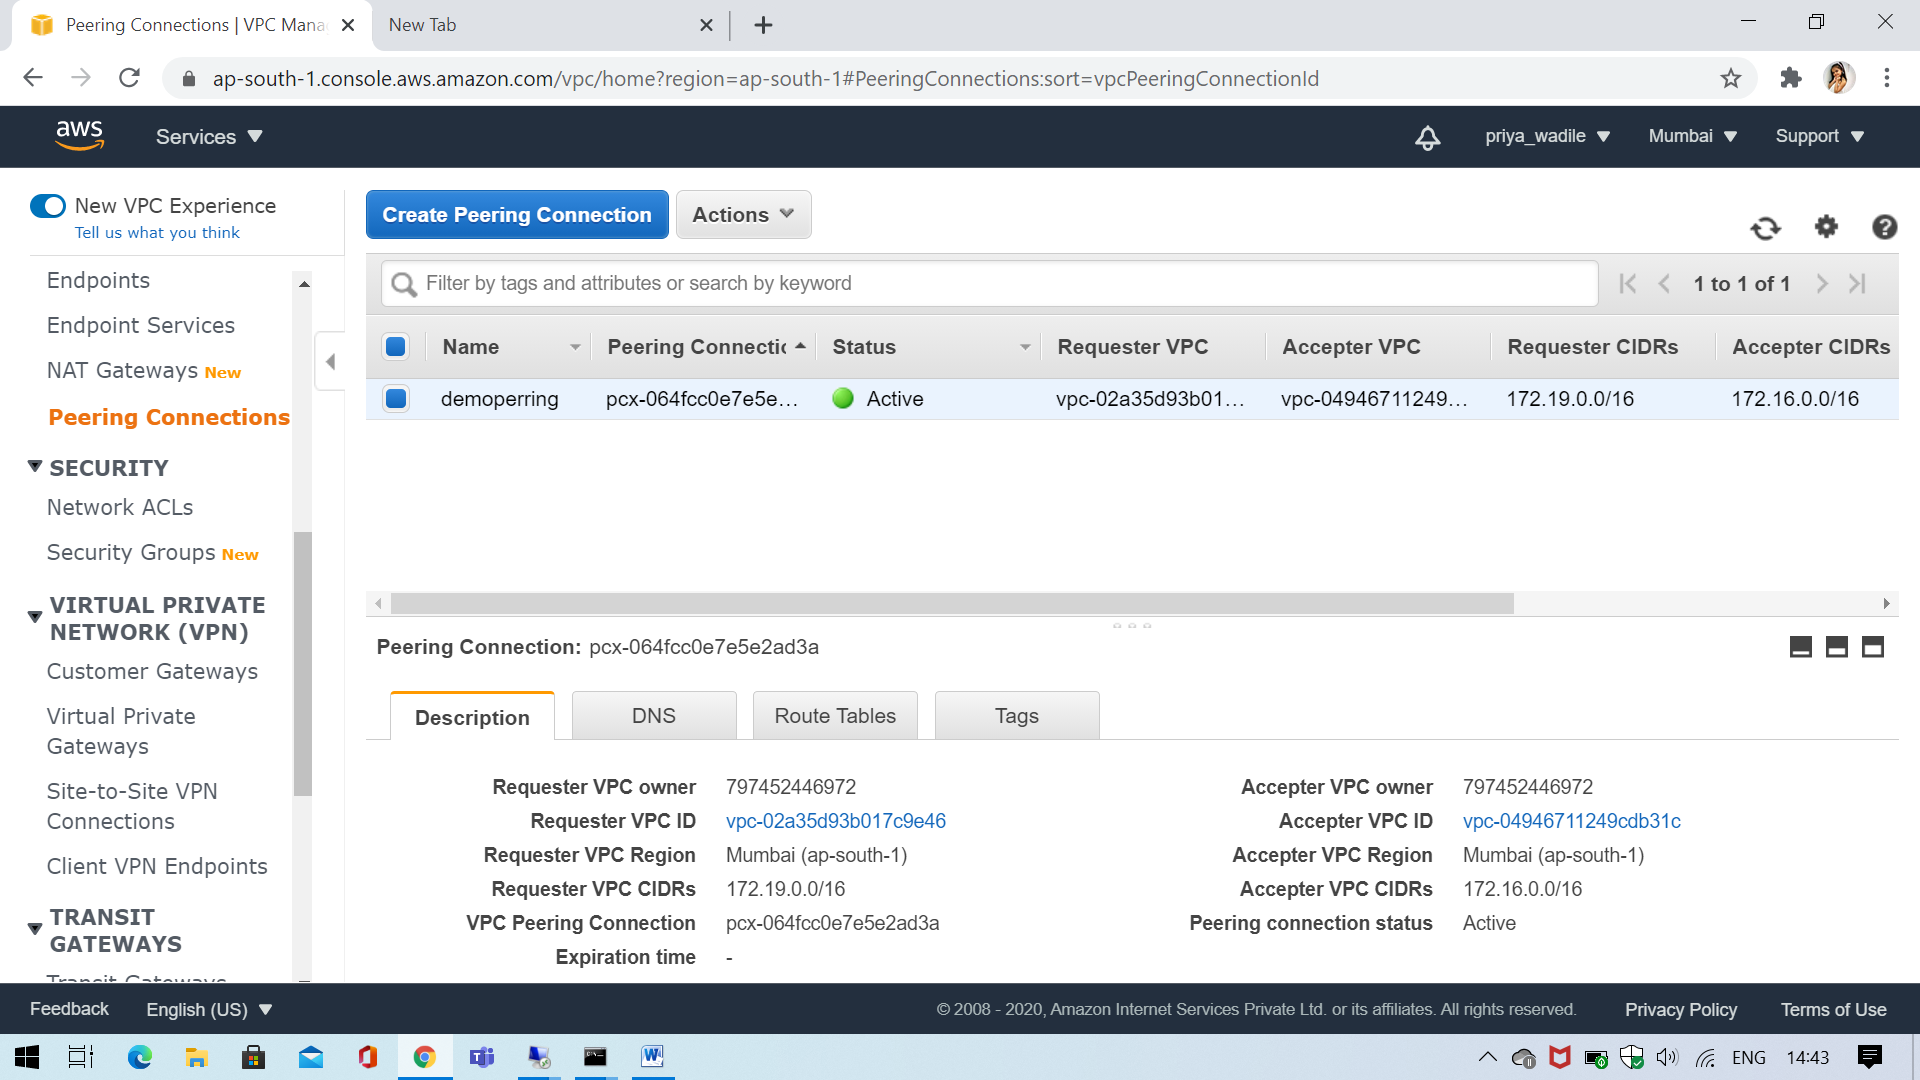 Peering Connections | VPC Mana
New Tab
ap-south-1.console.aws.amazon.com/vpc/home?region=ap-south-1#PeeringConnections:sort=vpcPeeringConnectionId
aws Services priya_wadile Mumbai Support
New VPC Experience
Tell us what you think
Endpoints
Endpoint Services
NAT Gateways New
Peering Connections
SECURITY
Network ACLs
Security Groups New
VIRTUAL PRIVATE
NETWORK (VPN)
Customer Gateways
Virtual Private
Gateways
Site-to-Site VPN
Connections
Client VPN Endpoints
TRANSIT
GATEWAYS
Transit Gateways
Create Peering Connection Actions
Filter by tags and attributes or search by keyword 1 to 1 of 1
Name Peering Connectic Status Requester VPC Accepter VPC Requester CIDRs Accepter CIDRs
demoperring pcx-064fcc0e7e5e... Active vpc-02a35d93b01... vpc-04946711249... 172.19.0.0/16 172.16.0.0/16
Peering Connection: pcx-064fcc0e7e5e2ad3a
Description DNS Route Tables Tags
Requester VPC owner 797452446972 Accepter VPC owner 797452446972
Requester VPC ID vpc-02a35d93b017c9e46 Accepter VPC ID vpc-04946711249cdb31c
Requester VPC Region Mumbai (ap-south-1) Accepter VPC Region Mumbai (ap-south-1)
Requester VPC CIDRs 172.19.0.0/16 Accepter VPC CIDRs 172.16.0.0/16
VPC Peering Connection pcx-064fcc0e7e5e2ad3a Peering connection status Active
Expiration time -
Feedback English (US) © 2008 - 2020, Amazon Internet Services Private Ltd. or its affiliates. All rights reserved. Privacy Policy Terms of Use
ENG 14:43